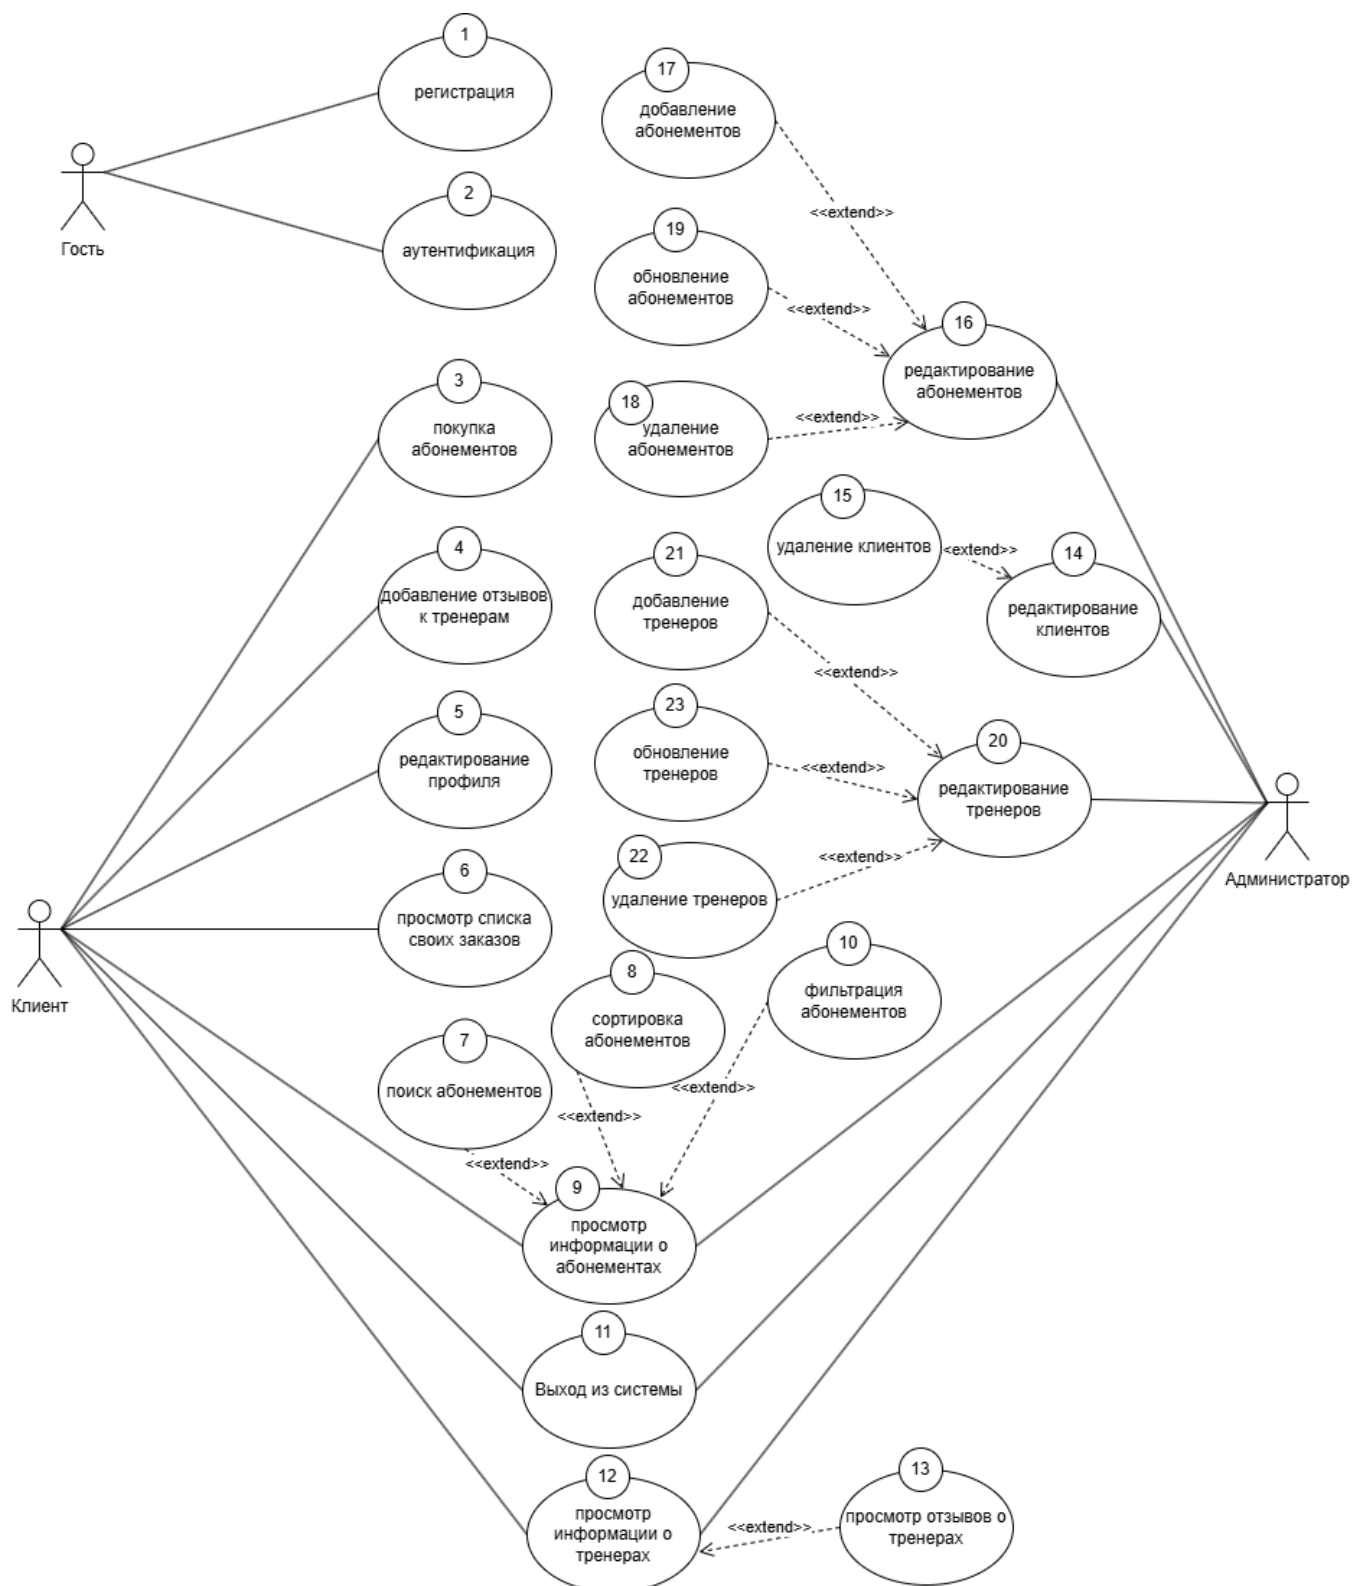 1
регистрация
17
добавление
абонементов
Гость
2
аутентификация
<<extend>>
19
обновление
абонементов
<<extend>>
16
редактирование
абонементов
3
покупка
абонементов
18
удаление
абонементов
<<extend>>
15
удаление клиентов
<extend>>
14
редактирование
клиентов
4
добавление отзывов
к тренерам
21
добавление
тренеров
<<extend>>
5
редактирование
профиля
23
обновление
тренеров
<<extend>>
20
редактирование
тренеров
Администратор
6
просмотр списка
своих заказов
22
удаление тренеров
<<extend>>
Клиент
8
сортировка
абонементов
10
фильтрация
абонементов
7
поиск абонементов
<<extend>>
<<extend>>
<<extend>>
9
просмотр
информации о
абонементах
11
Выход из системы
12
просмотр
информации о
тренерах
<<extend>>
13
просмотр отзывов о
тренерах